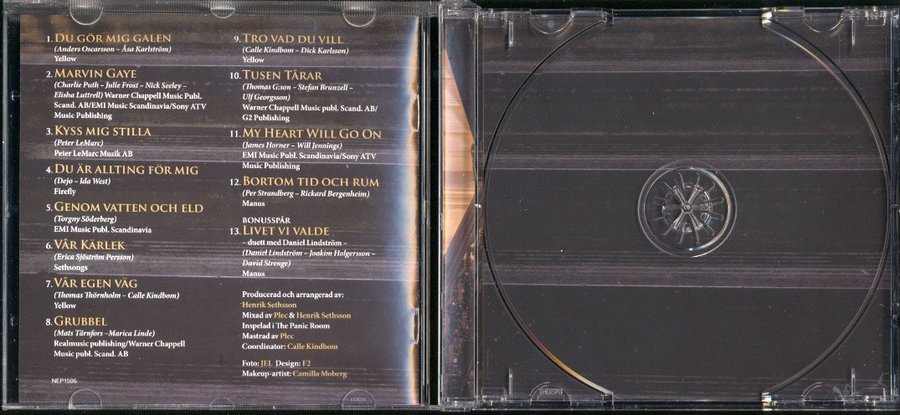 1. Du gör mig galen
(Anders Oscarsson – Åsa Karlström)
Yellow
2. Marvin Gaye
(Charlie Puth – Julie Frost – Nick Seeley –
Elisha Luttrell) Warner Chappell Music Publ.
Scand. AB/EMI Music Scandinavia/Sony ATV
Music Publishing
3. Kyss mig stilla
(Peter LeMarc)
Peter LeMarc Musik AB
4. Du är allting för mig
(Dejo – Ida West)
Firefly
5. Genom vatten och eld
(Torgny Söderberg)
EMI Music Publ. Scandinavia
6. Vår Kärlek
(Erica Sjöström Persson)
Sethsongs
7. Vår egen väg
(Thomas Thörnholm – Calle Kindbom)
Yellow
8. Grubbel
(Mats Tärnfors –Marica Linde)
Realmusic publishing/Warner Chappell
Music publ. Scand. AB
NEP1505
9. Tro vad du vill
(Calle Kindbom – Dick Karlsson)
Yellow
10. Tusen Tårar
(Thomas G:son – Stefan Brunzell –
Ulf Georgsson)
Warner Chappell Music publ. Scand. AB/
G2 Publishing
11. My Heart Will Go On
(James Horner – Will Jennings)
EMI Music Publ. Scandinavia/Sony ATV
Music Publishing
12. Bortom tid och rum
(Per Strandberg – Rickard Bergenheim)
Manus
BONUSSPÅR
13. Livet vi valde
– duett med Daniel Lindström –
(Daniel Lindström – Joakim Holgersson –
David Strenge)
Manus
Producerad och arrangerad av:
Henrik Sethsson
Mixad av Plec & Henrik Sethsson
Inspelad i The Panic Room
Mastrad av Plec
Coordinator: Calle Kindbom
Foto: JEL Design: F2
Makeup-artist: Camilla Moberg